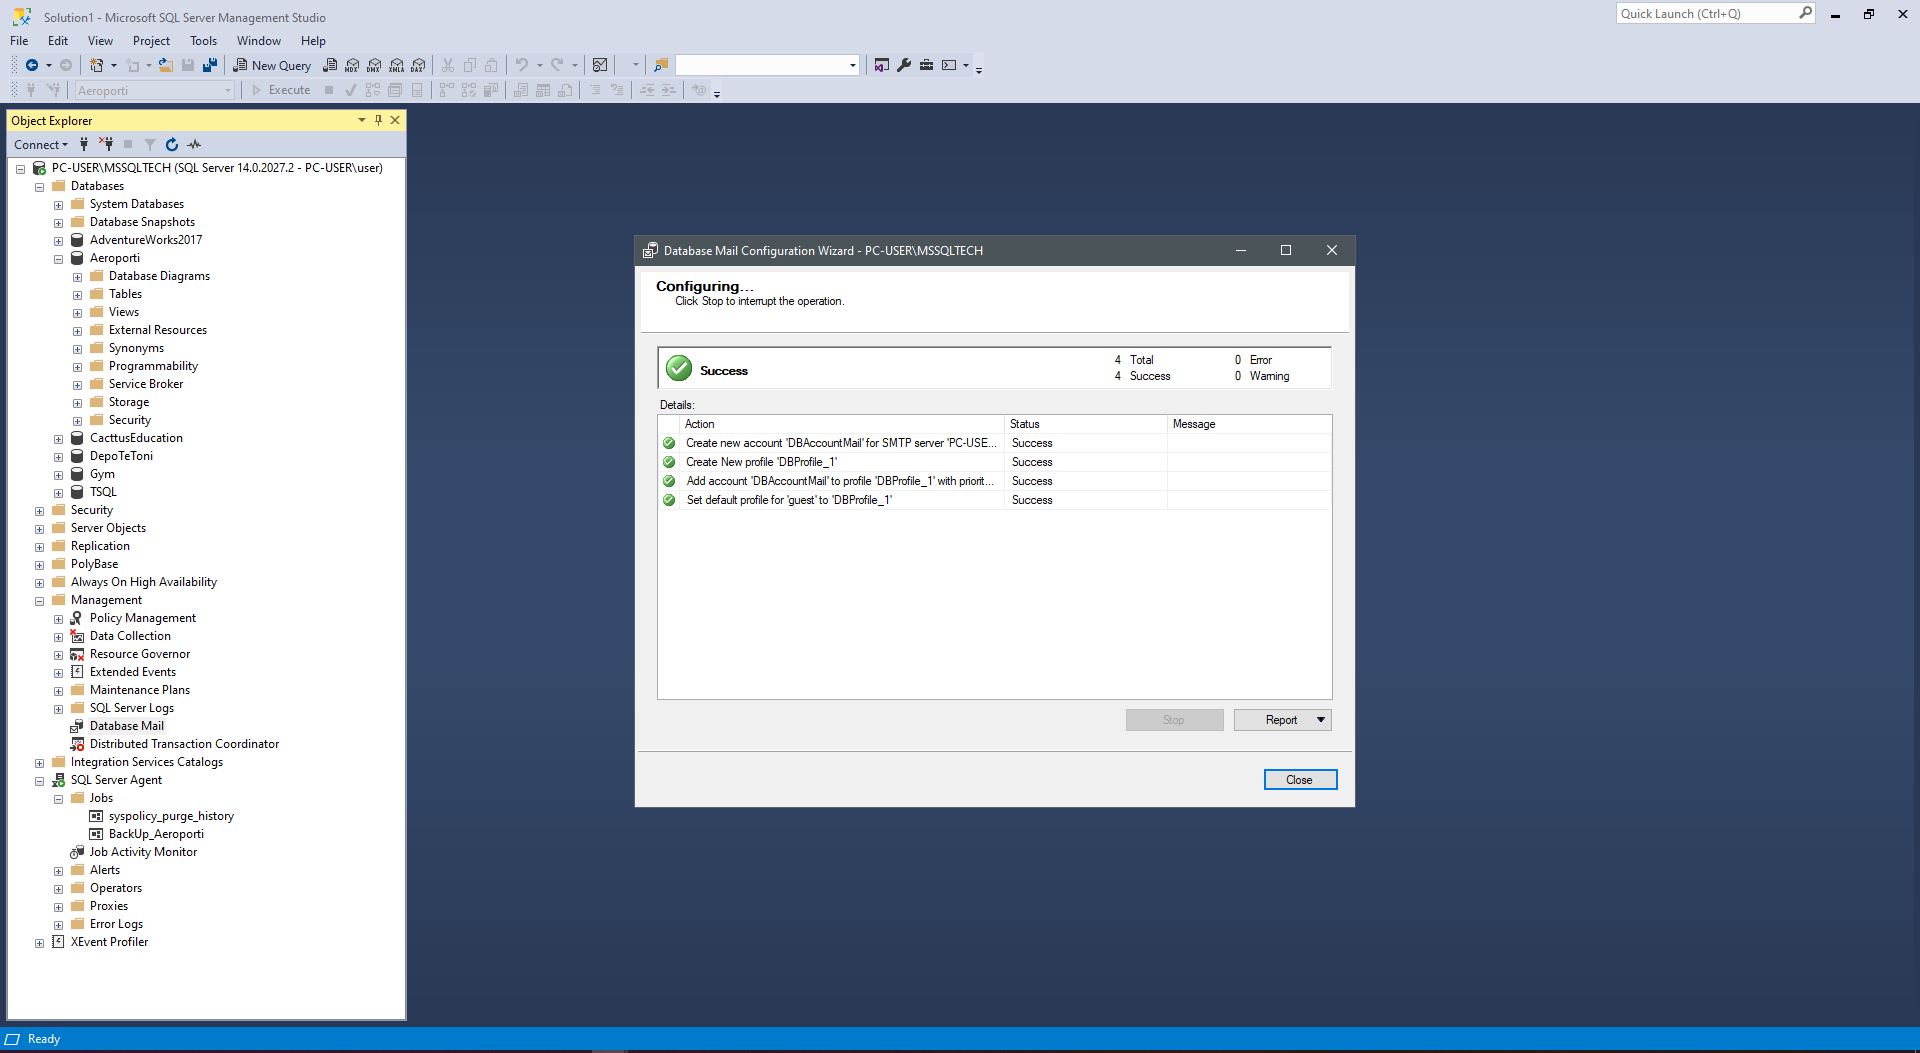 Solution1 - Microsoft SQL Server Management Studio
Quick Launch (Ctrl+Q)
File Edit View Project Tools Window Help
New Query MDX DMX XMLA DAX
Aeroporti Execute
Object Explorer
Connect
PC-USER\MSSQLTECH (SQL Server 14.0.2027.2 - PC-USER\user)
Databases
System Databases
Database Snapshots
AdventureWorks2017
Aeroporti
Database Diagrams
Tables
Views
External Resources
Synonyms
Programmability
Service Broker
Storage
Security
CacttusEducation
DepoTeToni
Gym
TSQL
Security
Server Objects
Replication
PolyBase
Always On High Availability
Management
Policy Management
Data Collection
Resource Governor
Extended Events
Maintenance Plans
SQL Server Logs
Database Mail
Distributed Transaction Coordinator
Integration Services Catalogs
SQL Server Agent
Jobs
syspolicy_purge_history
BackUp_Aeroporti
Job Activity Monitor
Alerts
Operators
Proxies
Error Logs
XEvent Profiler
Database Mail Configuration Wizard - PC-USER\MSSQLTECH
Configuring...
Click Stop to interrupt the operation.
Success
4 Total 0 Error
4 Success 0 Warning
Details:
Action Status Message
Create new account 'DBAccountMail' for SMTP server 'PC-USE... Success
Create New profile 'DBProfile_1' Success
Add account 'DBAccountMail' to profile 'DBProfile_1' with priorit... Success
Set default profile for 'guest' to 'DBProfile_1' Success
Stop Report
Close
Ready